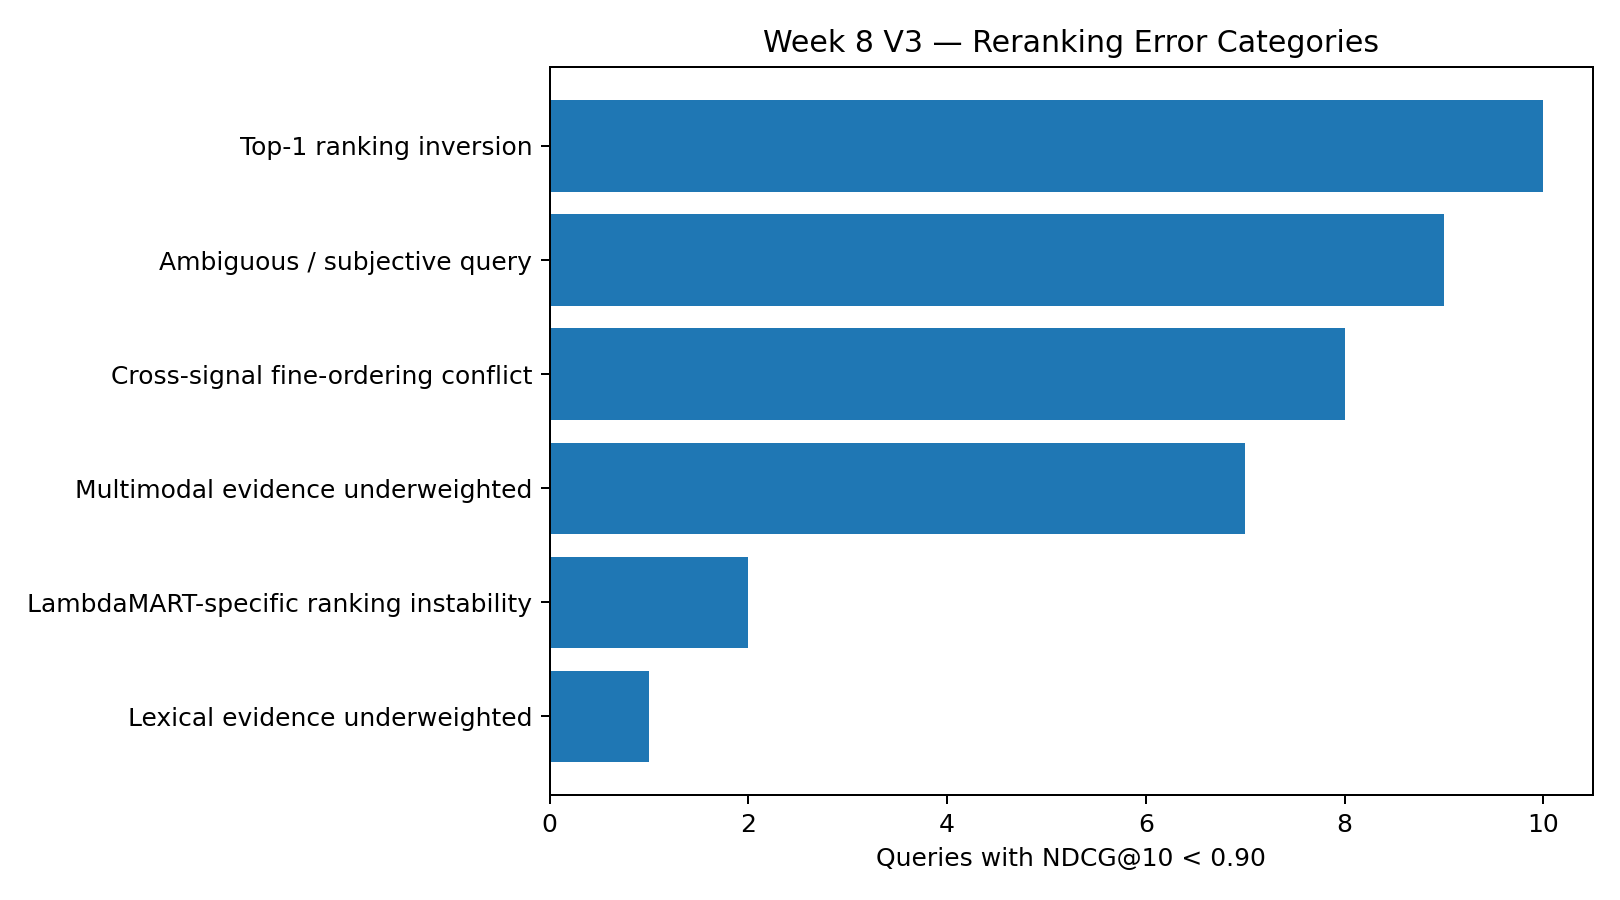 Week 8 V3 — Reranking Error Categories
Top-1 ranking inversion
Ambiguous / subjective query
Cross-signal fine-ordering conflict
Multimodal evidence underweighted
LambdaMART-specific ranking instability
Lexical evidence underweighted
0 2 4 6 8 10
Queries with NDCG@10 < 0.90